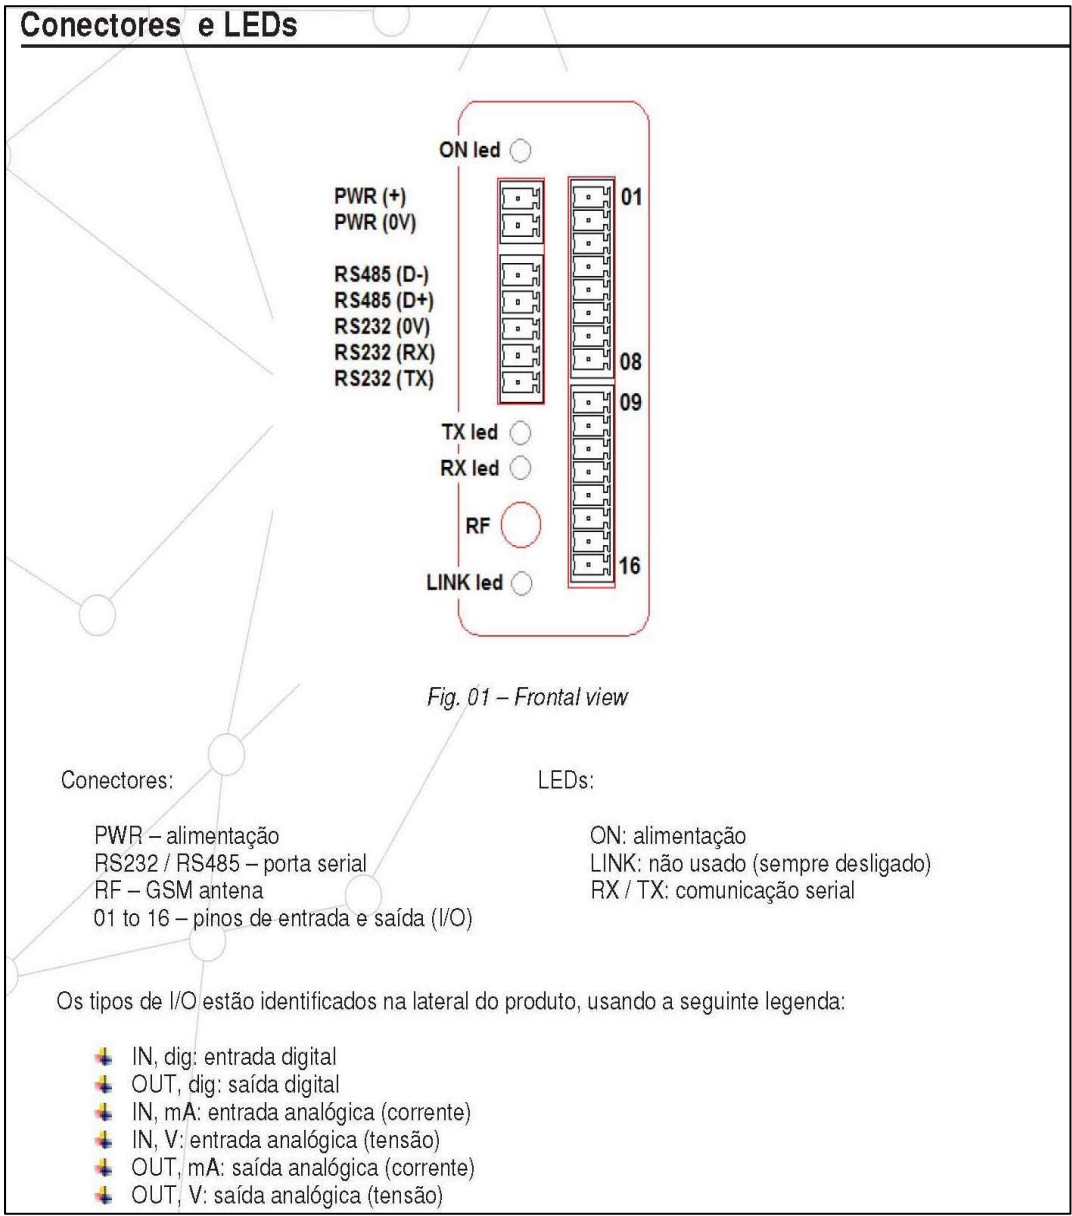 Conectores e LEDs
ON led
PWR (+)
PWR (0V)
01
RS485 (D-)
RS485 (D+)
RS232 (0V)
RS232 (RX)
RS232 (TX)
08
09
TX led
RX led
RF
16
LINK led
Fig. 01 – Frontal view
Conectores:
PWR – alimentação
RS232 / RS485 – porta serial
RF – GSM antena
01 to 16 – pinos de entrada e saída (I/O)
LEDs:
ON: alimentação
LINK: não usado (sempre desligado)
RX / TX: comunicação serial
Os tipos de I/O estão identificados na lateral do produto, usando a seguinte legenda:
IN, dig: entrada digital
OUT, dig: saída digital
IN, mA: entrada analógica (corrente)
IN, V: entrada analógica (tensão)
OUT, mA: saída analógica (corrente)
OUT, V: saída analógica (tensão)